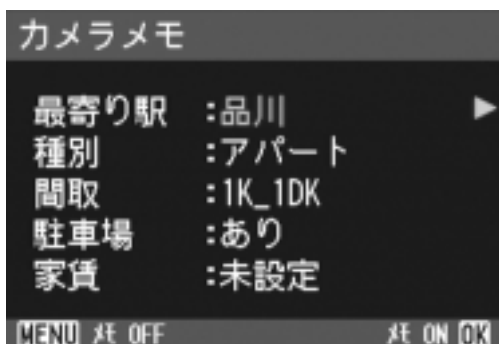 カメラメモ
最寄り駅 :品川 ▶
種別 :アパート
間取 :1K_1DK
駐車場 :あり
家賃 :未設定
MENU メモ OFF メモ ON OK